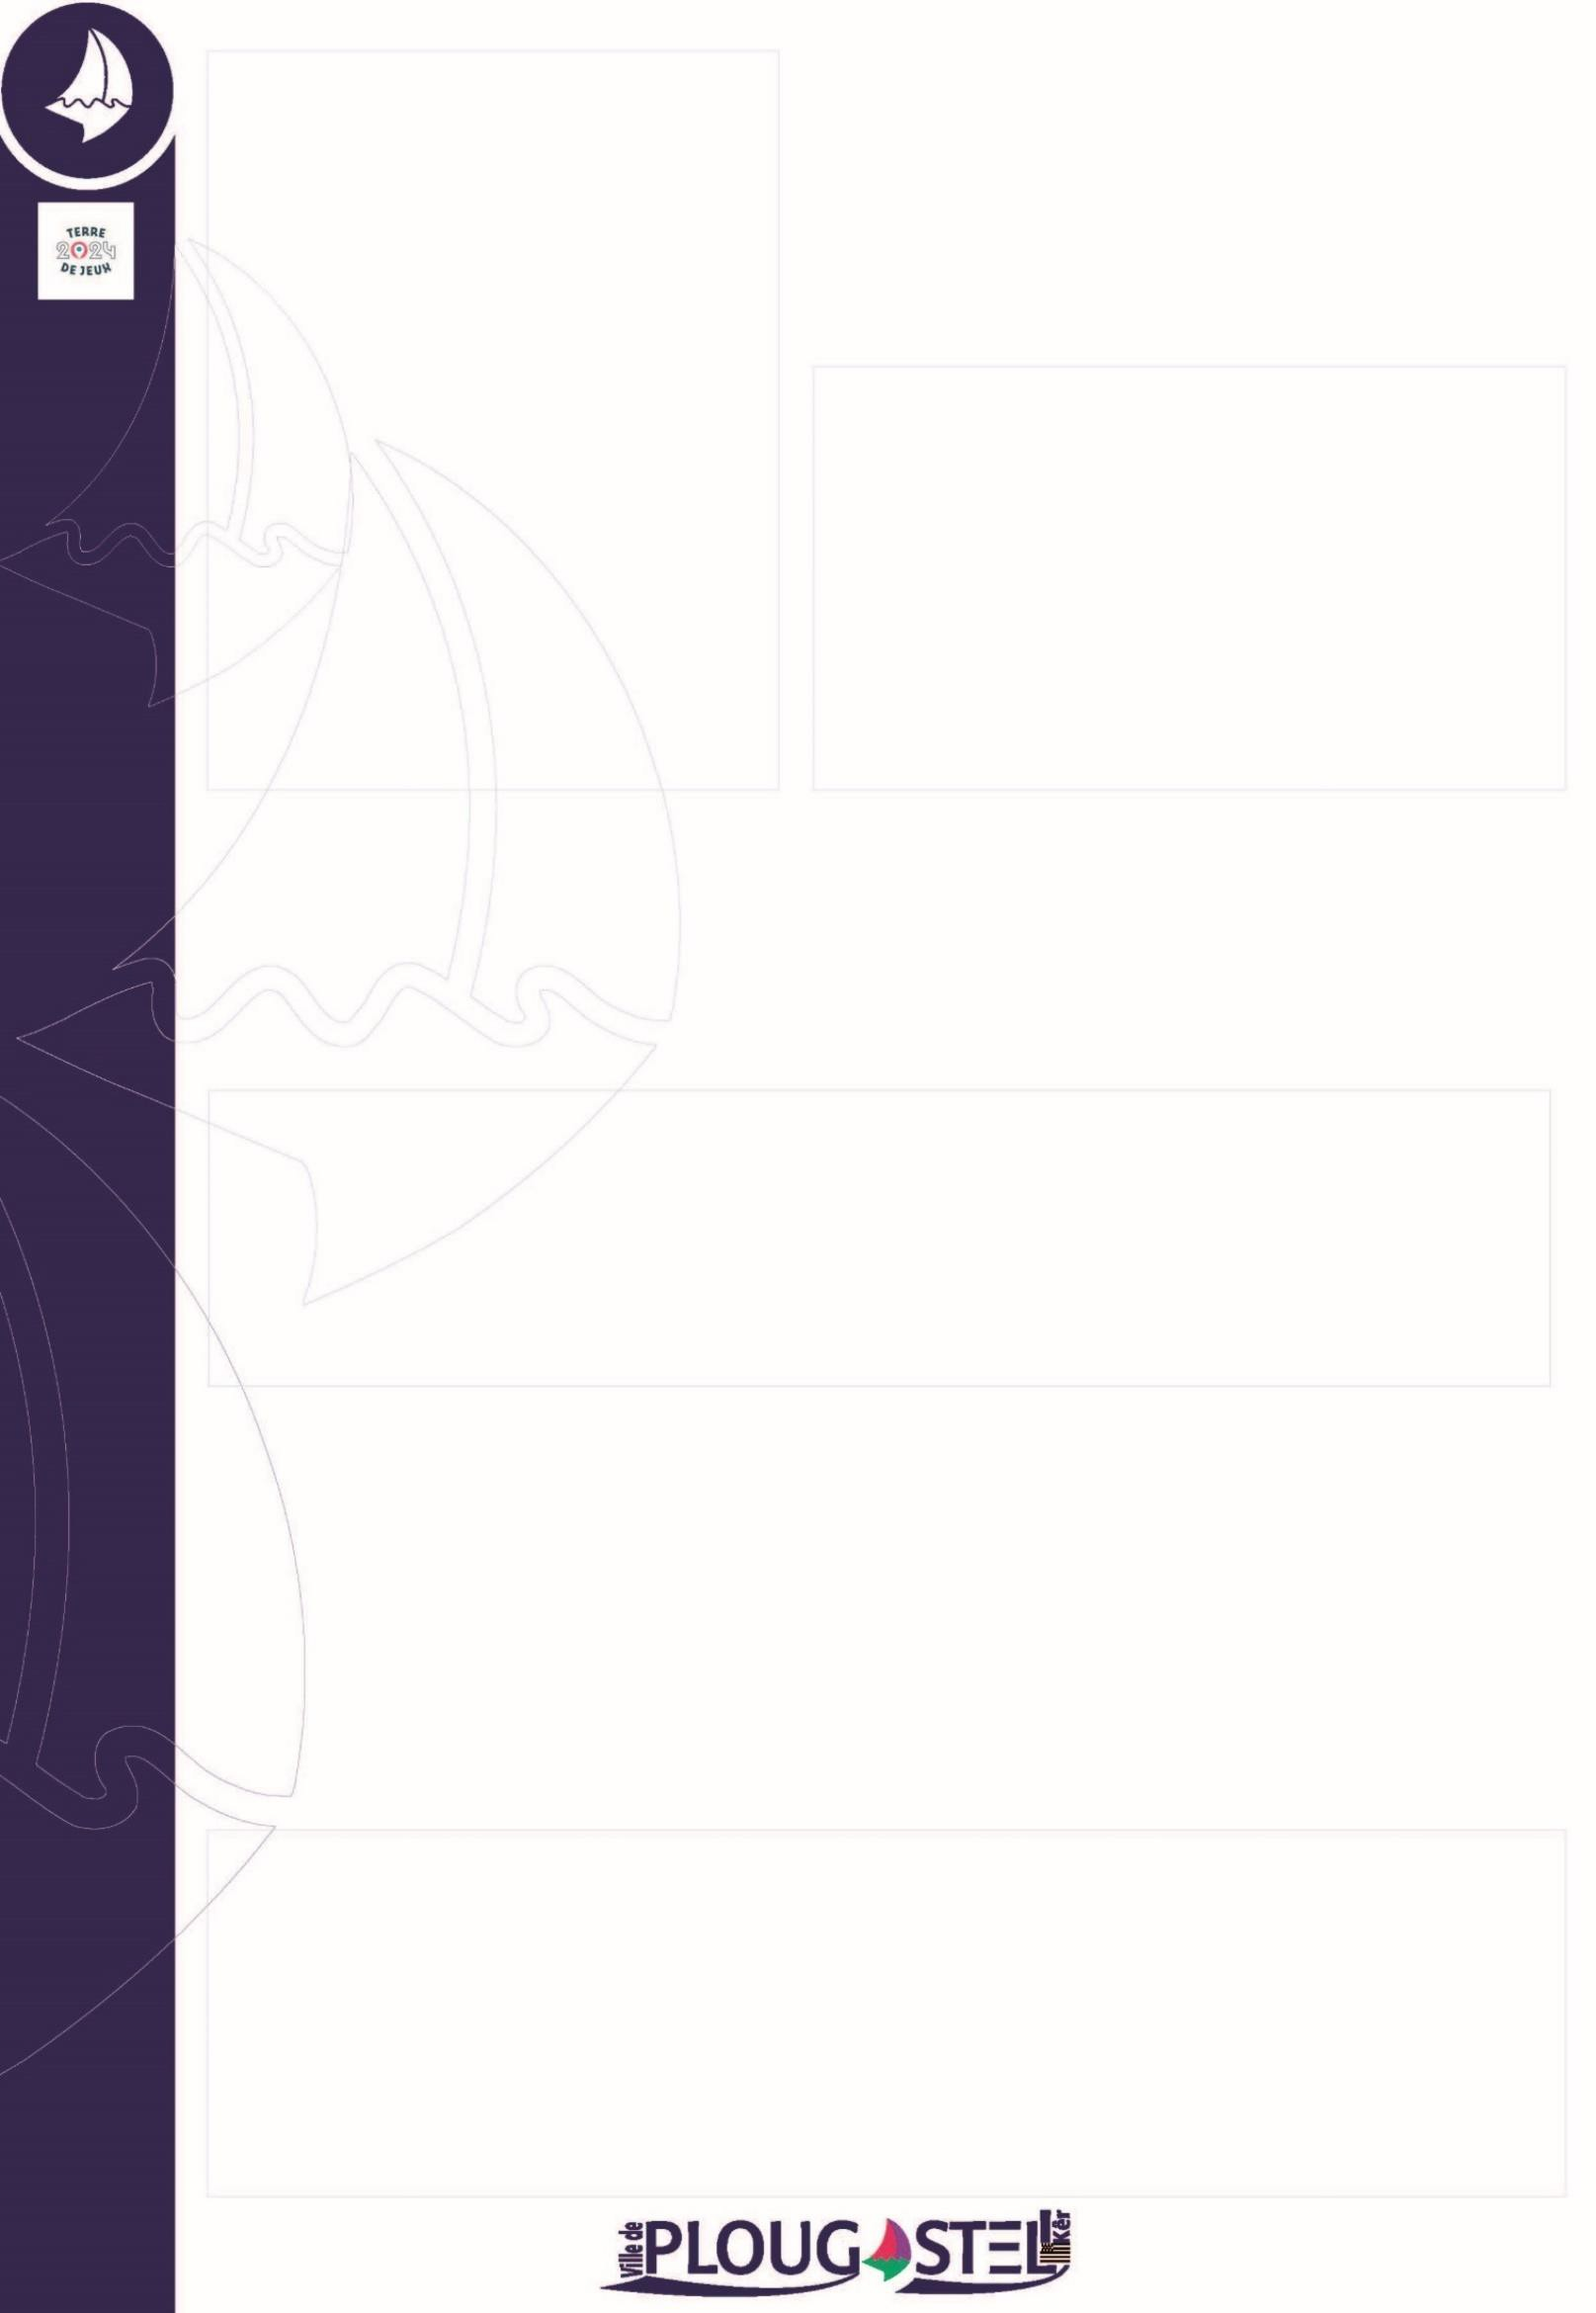 TERRE
2024
DE JEUX
Ville de
PLOUGASTEL
Kêr